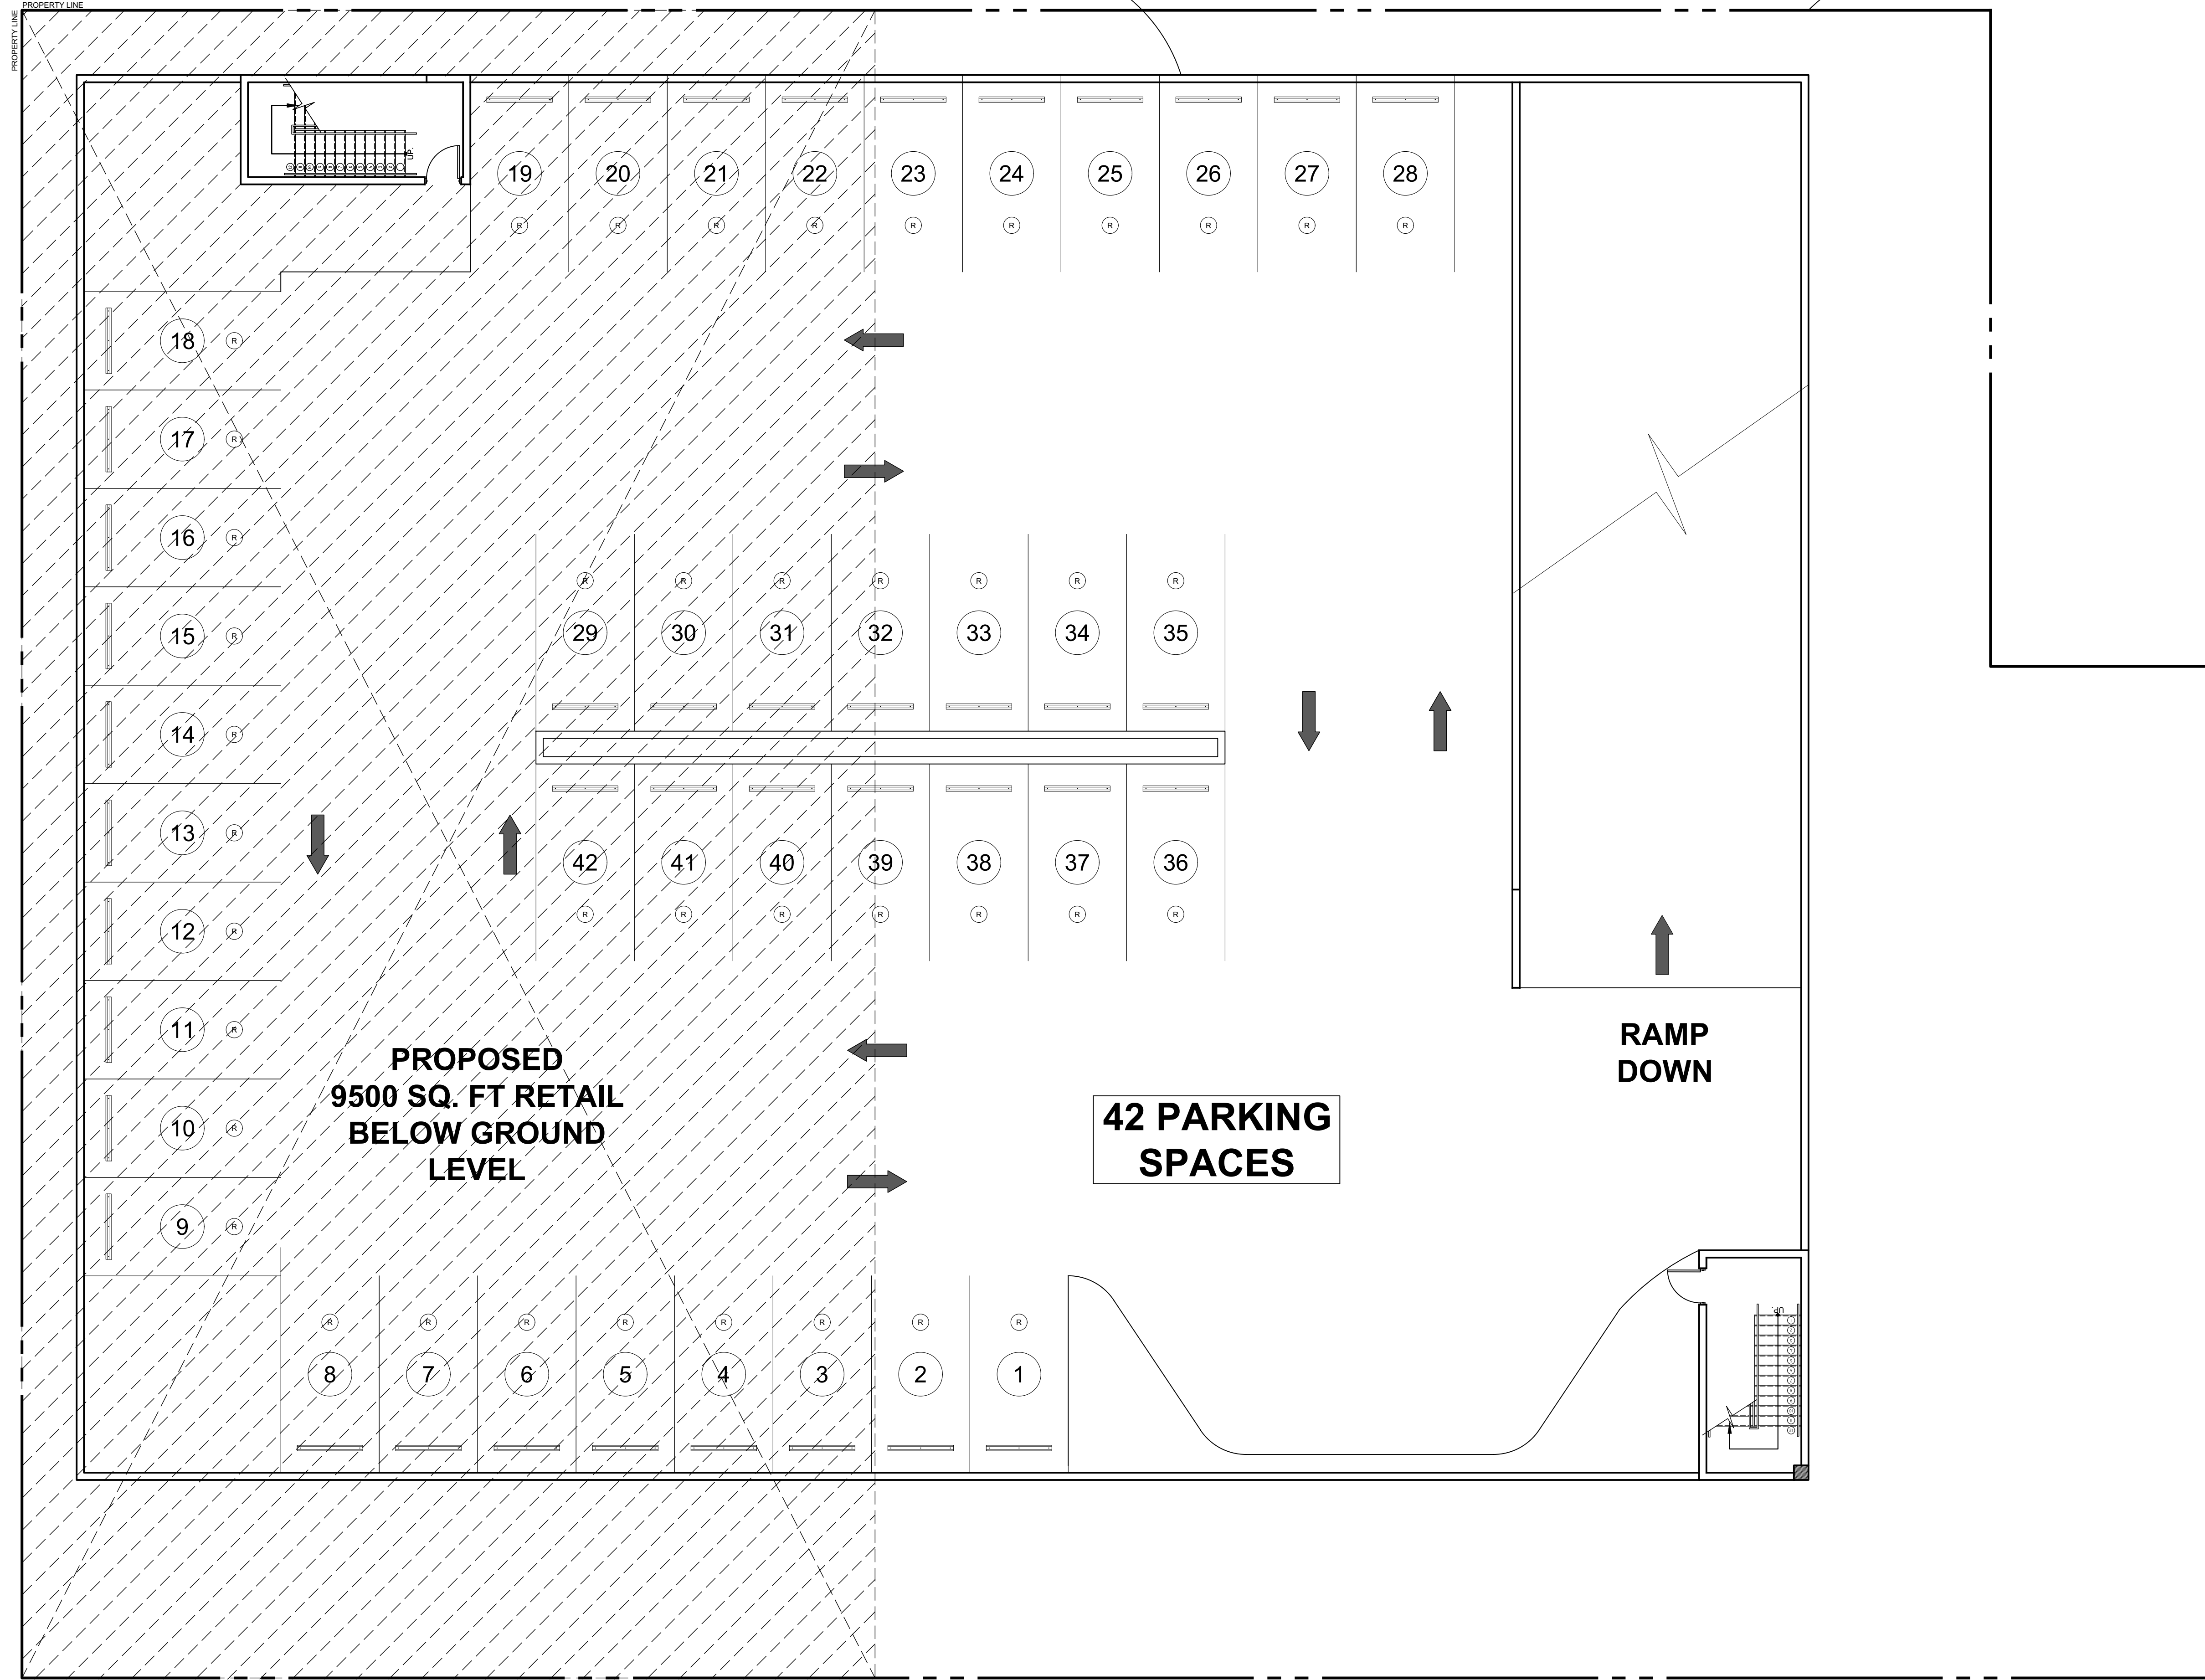 PROPERTY LINE
PROPERTY LINE
UP.
19 20 21 22 23 24 25 26 27 28
R R R R R R R R R R
18 R
17 R
16 R
15 R
14 R
13 R
12 R
11 R
10 R
9 R
R R R R R R R
29 30 31 32 33 34 35
42 41 40 39 38 37 36
R R R R R R R
PROPOSED
9500 SQ. FT RETAIL
BELOW GROUND
LEVEL
42 PARKING
SPACES
RAMP
DOWN
R R R R R R R R
8 7 6 5 4 3 2 1
UP.